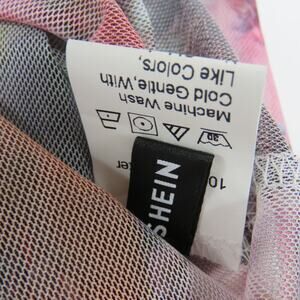 Machine Wash
Cold Gentle, With
Like Colors,
30
10
SHEIN